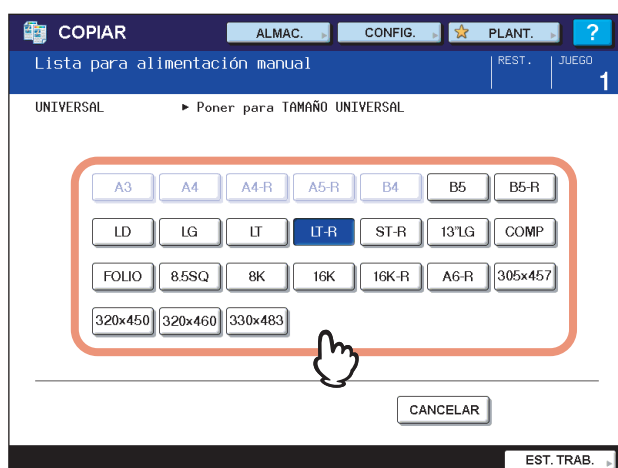 COPIAR ALMAC. CONFIG. PLANT. ?
Lista para alimentación manual REST. JUEGO
1
UNIVERSAL ► Poner para TAMAÑO UNIVERSAL
A3 A4 A4-R A5-R B4 B5 B5-R
LD LG LT LT-R ST-R 13"LG COMP
FOLIO 8.5SQ 8K 16K 16K-R A6-R 305x457
320x450 320x460 330x483
CANCELAR
EST. TRAB.